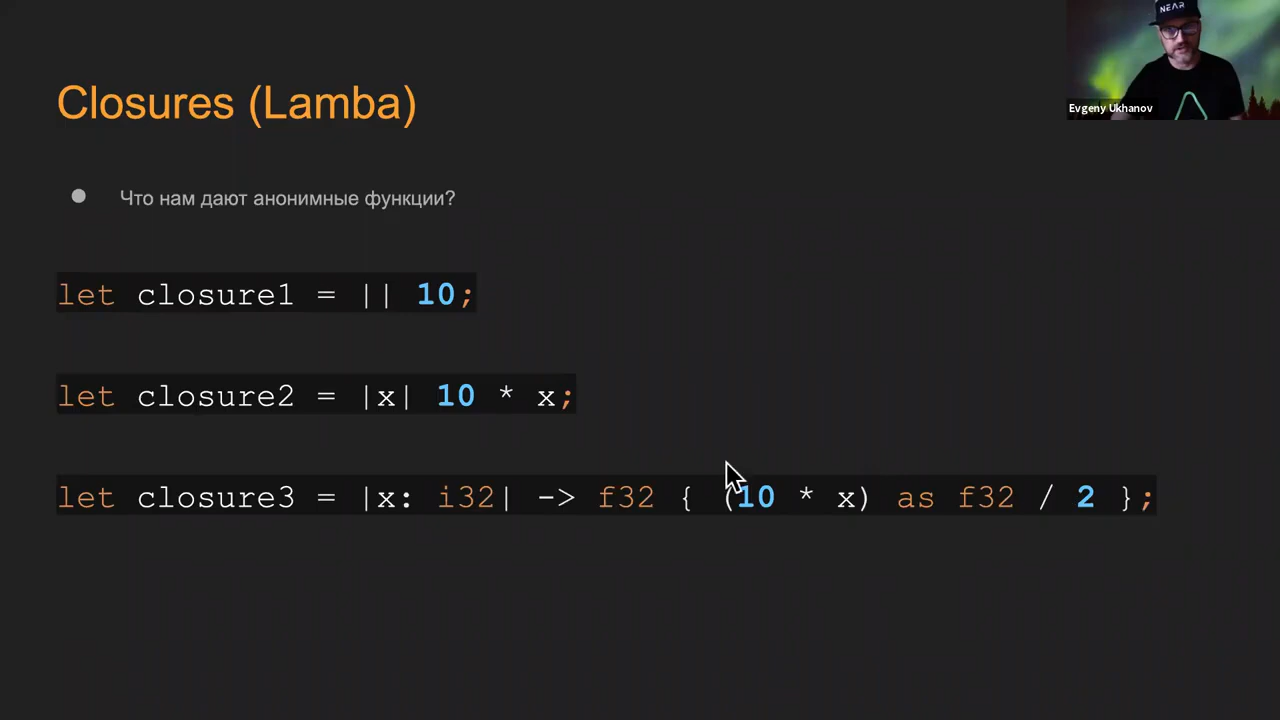 NEAR
Evgeny Ukhanov
Closures (Lamba)
Что нам дают анонимные функции?
let closure1 = || 10;
let closure2 = |x| 10 * x;
let closure3 = |x: i32| -> f32 { (10 * x) as f32 / 2 };